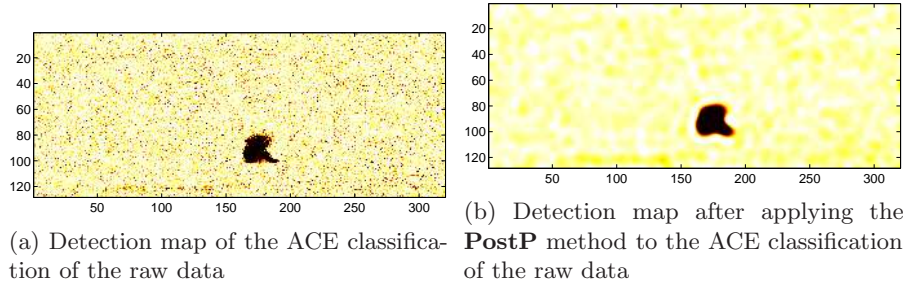 20
40
60
80
100
120
50 100 150 200 250 300
(a) Detection map of the ACE classifica-
tion of the raw data
20
40
60
80
100
120
50 100 150 200 250 300
(b) Detection map after applying the
PostP method to the ACE classification
of the raw data